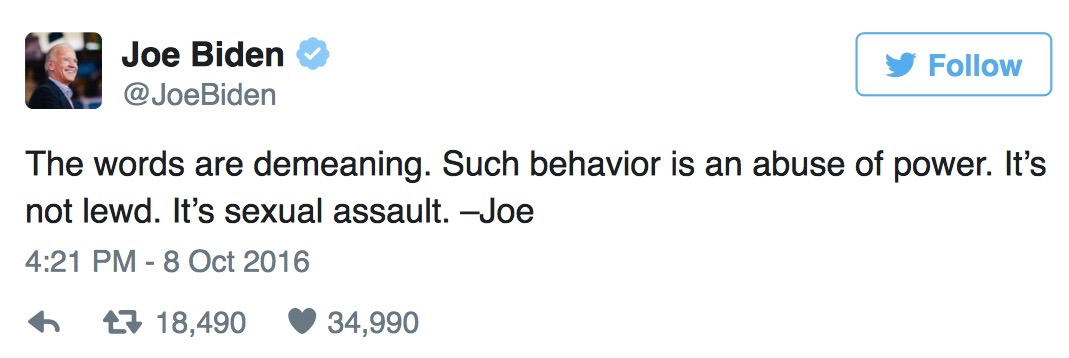 Joe Biden
@JoeBiden
Follow
The words are demeaning. Such behavior is an abuse of power. It’s
not lewd. It’s sexual assault. –Joe
4:21 PM - 8 Oct 2016
18,490 34,990